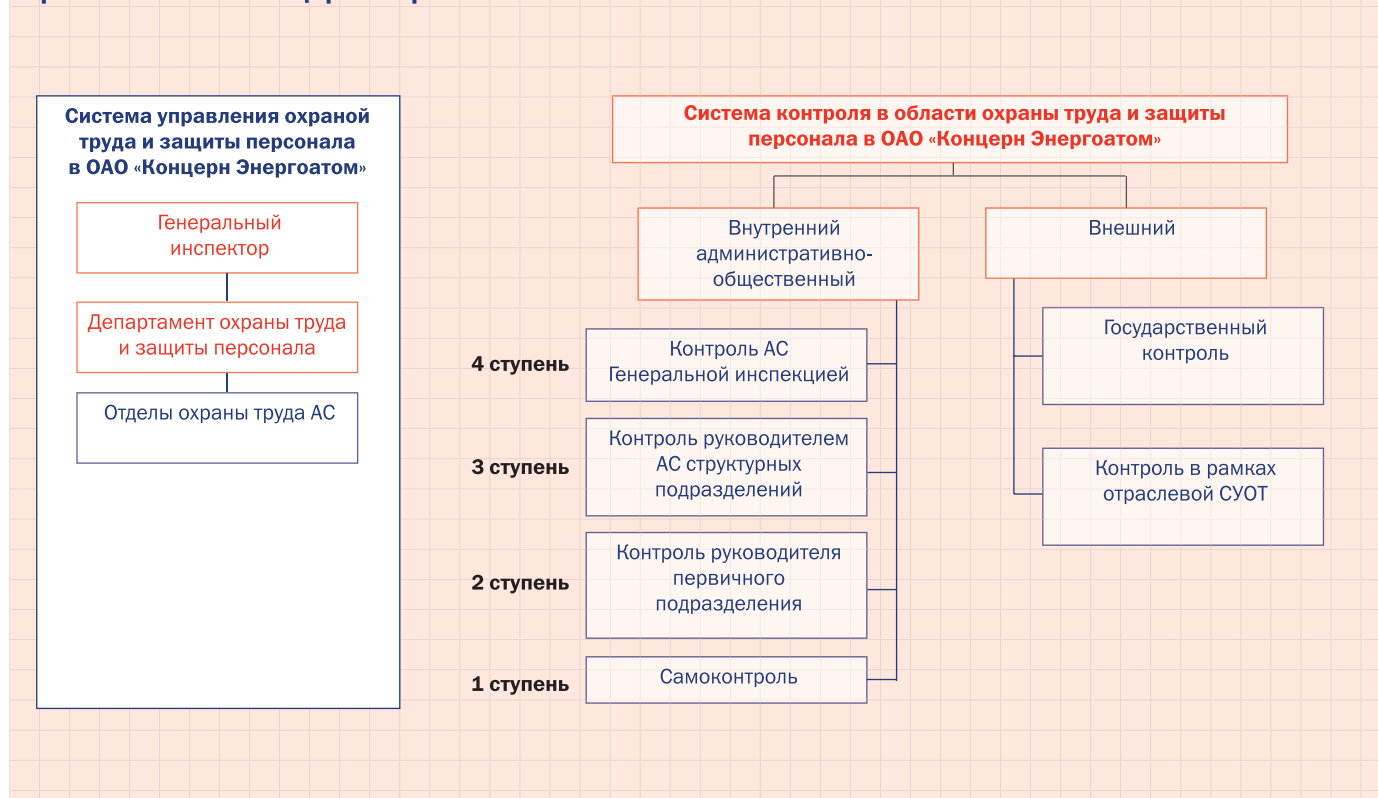 Система управления охраной
труда и защиты персонала
в ОАО «Концерн Энергоатом»
Генеральный
инспектор
Департамент охраны труда
и защиты персонала
Отделы охраны труда АС
Система контроля в области охраны труда и защиты
персонала в ОАО «Концерн Энергоатом»
Внутренний
административно-
общественный
4 ступень
Контроль АС
Генеральной инспекцией
3 ступень
Контроль руководителем
АС структурных
подразделений
2 ступень
Контроль руководителя
первичного
подразделения
1 ступень
Самоконтроль
Внешний
Государственный
контроль
Контроль в рамках
отраслевой СУОТ